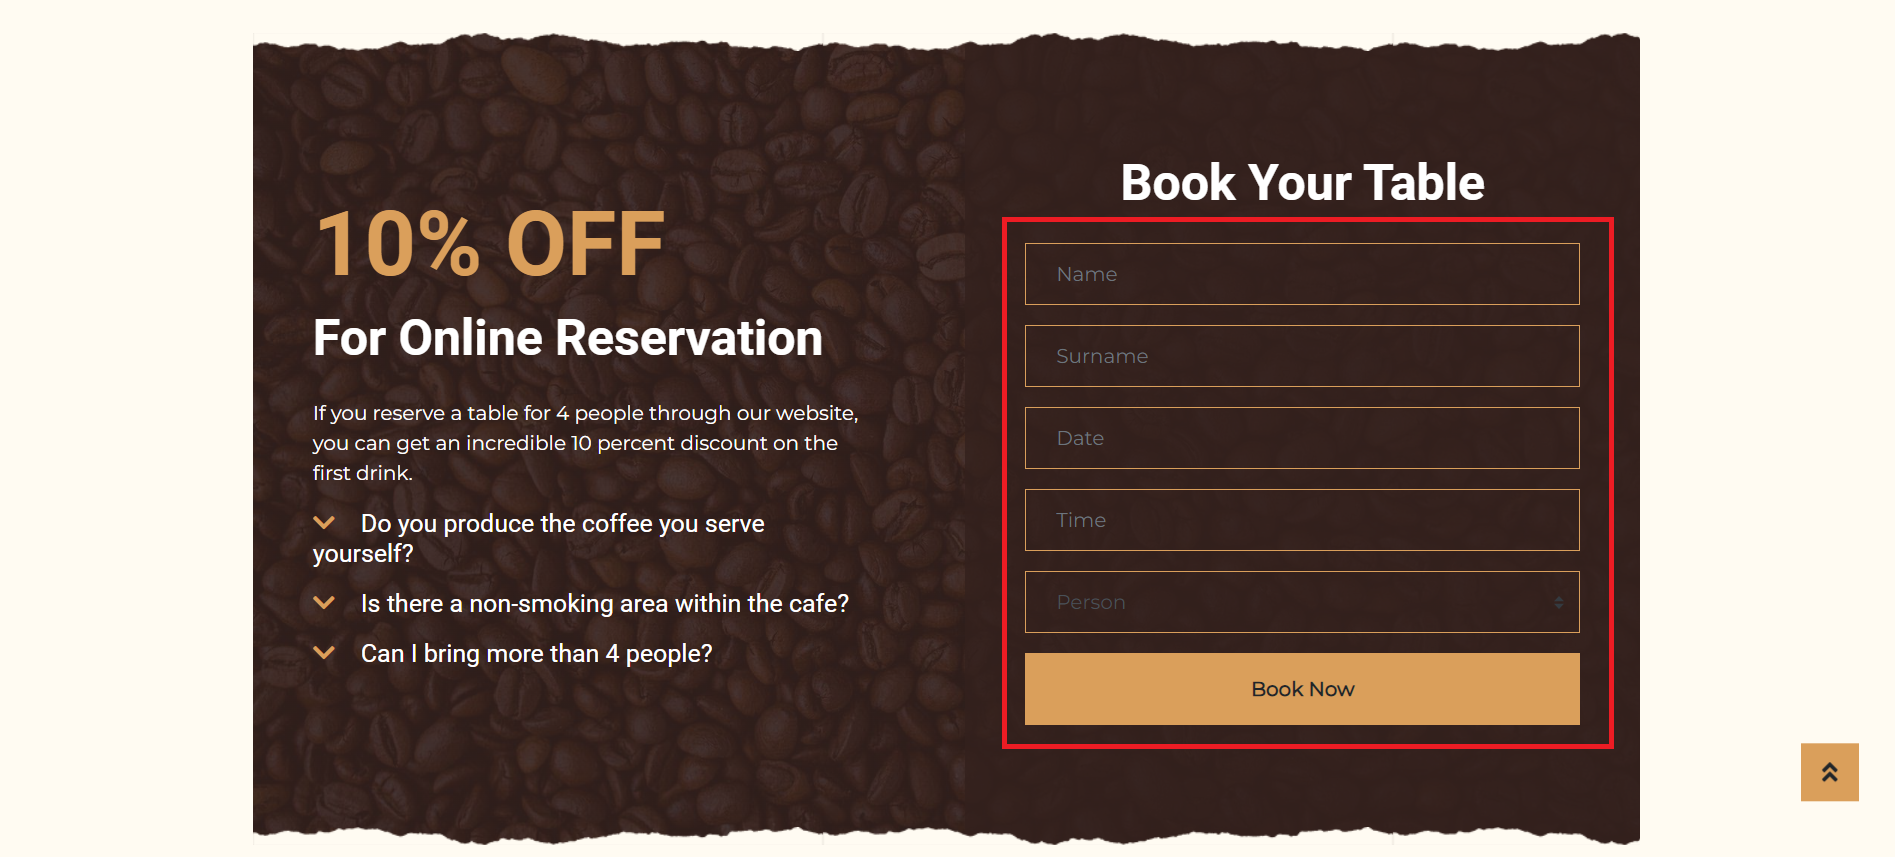 10% OFF
For Online Reservation
If you reserve a table for 4 people through our website,
you can get an incredible 10 percent discount on the
first drink.
Do you produce the coffee you serve
yourself?
Is there a non-smoking area within the cafe?
Can I bring more than 4 people?
Book Your Table
Name
Surname
Date
Time
Person
Book Now